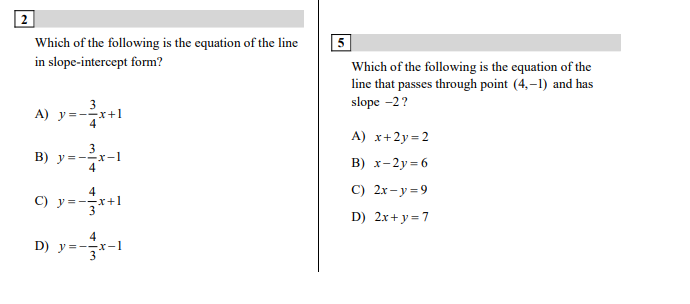 2
Which of the following is the equation of the line
in slope-intercept form?
A) y = -3/4x + 1
B) y = -3/4x - 1
C) y = -4/3x + 1
D) y = -4/3x - 1
5
Which of the following is the equation of the
line that passes through point (4, -1) and has
slope -2?
A) x + 2y = 2
B) x - 2y = 6
C) 2x - y = 9
D) 2x + y = 7